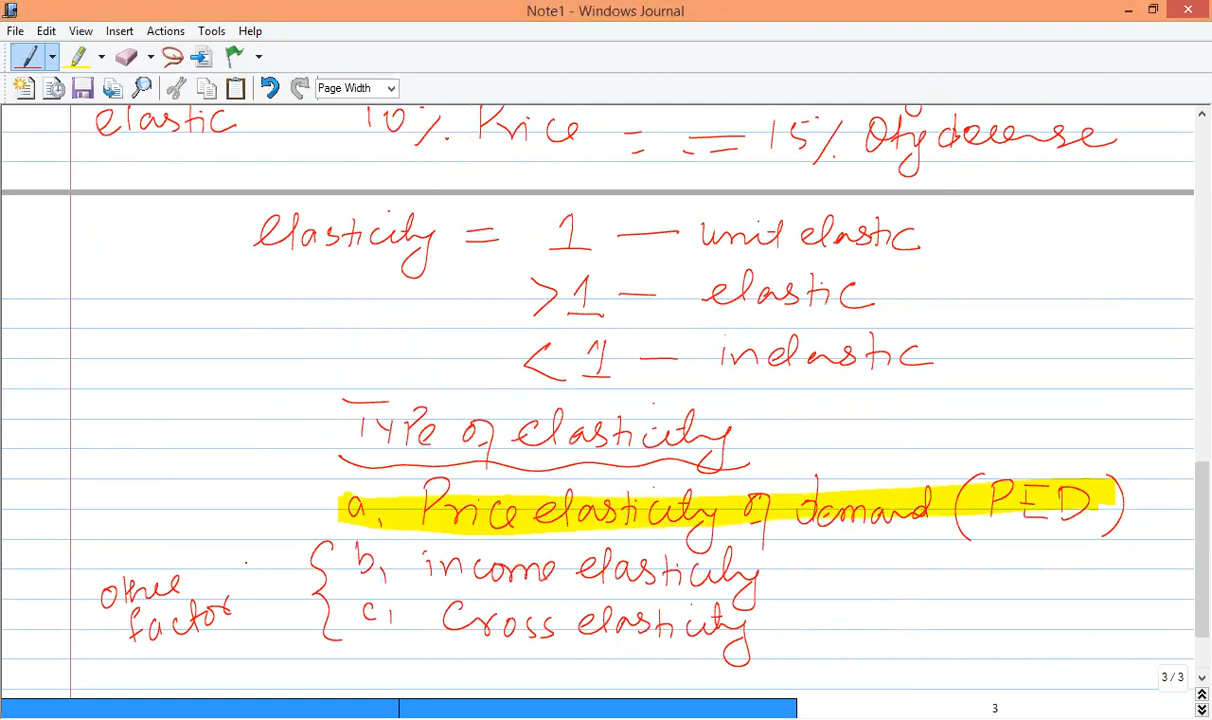 Note1 - Windows Journal
File Edit View Insert Actions Tools Help
Page Width
elastic 10% Price = == 15% Qty decrease
elasticity = 1 — unit elastic
>1 — elastic
<1 — inelastic
Type of elasticity
a, Price elasticity of demand (PED)
b, income elasticity
other factor
c, Cross elasticity
3 / 3
3